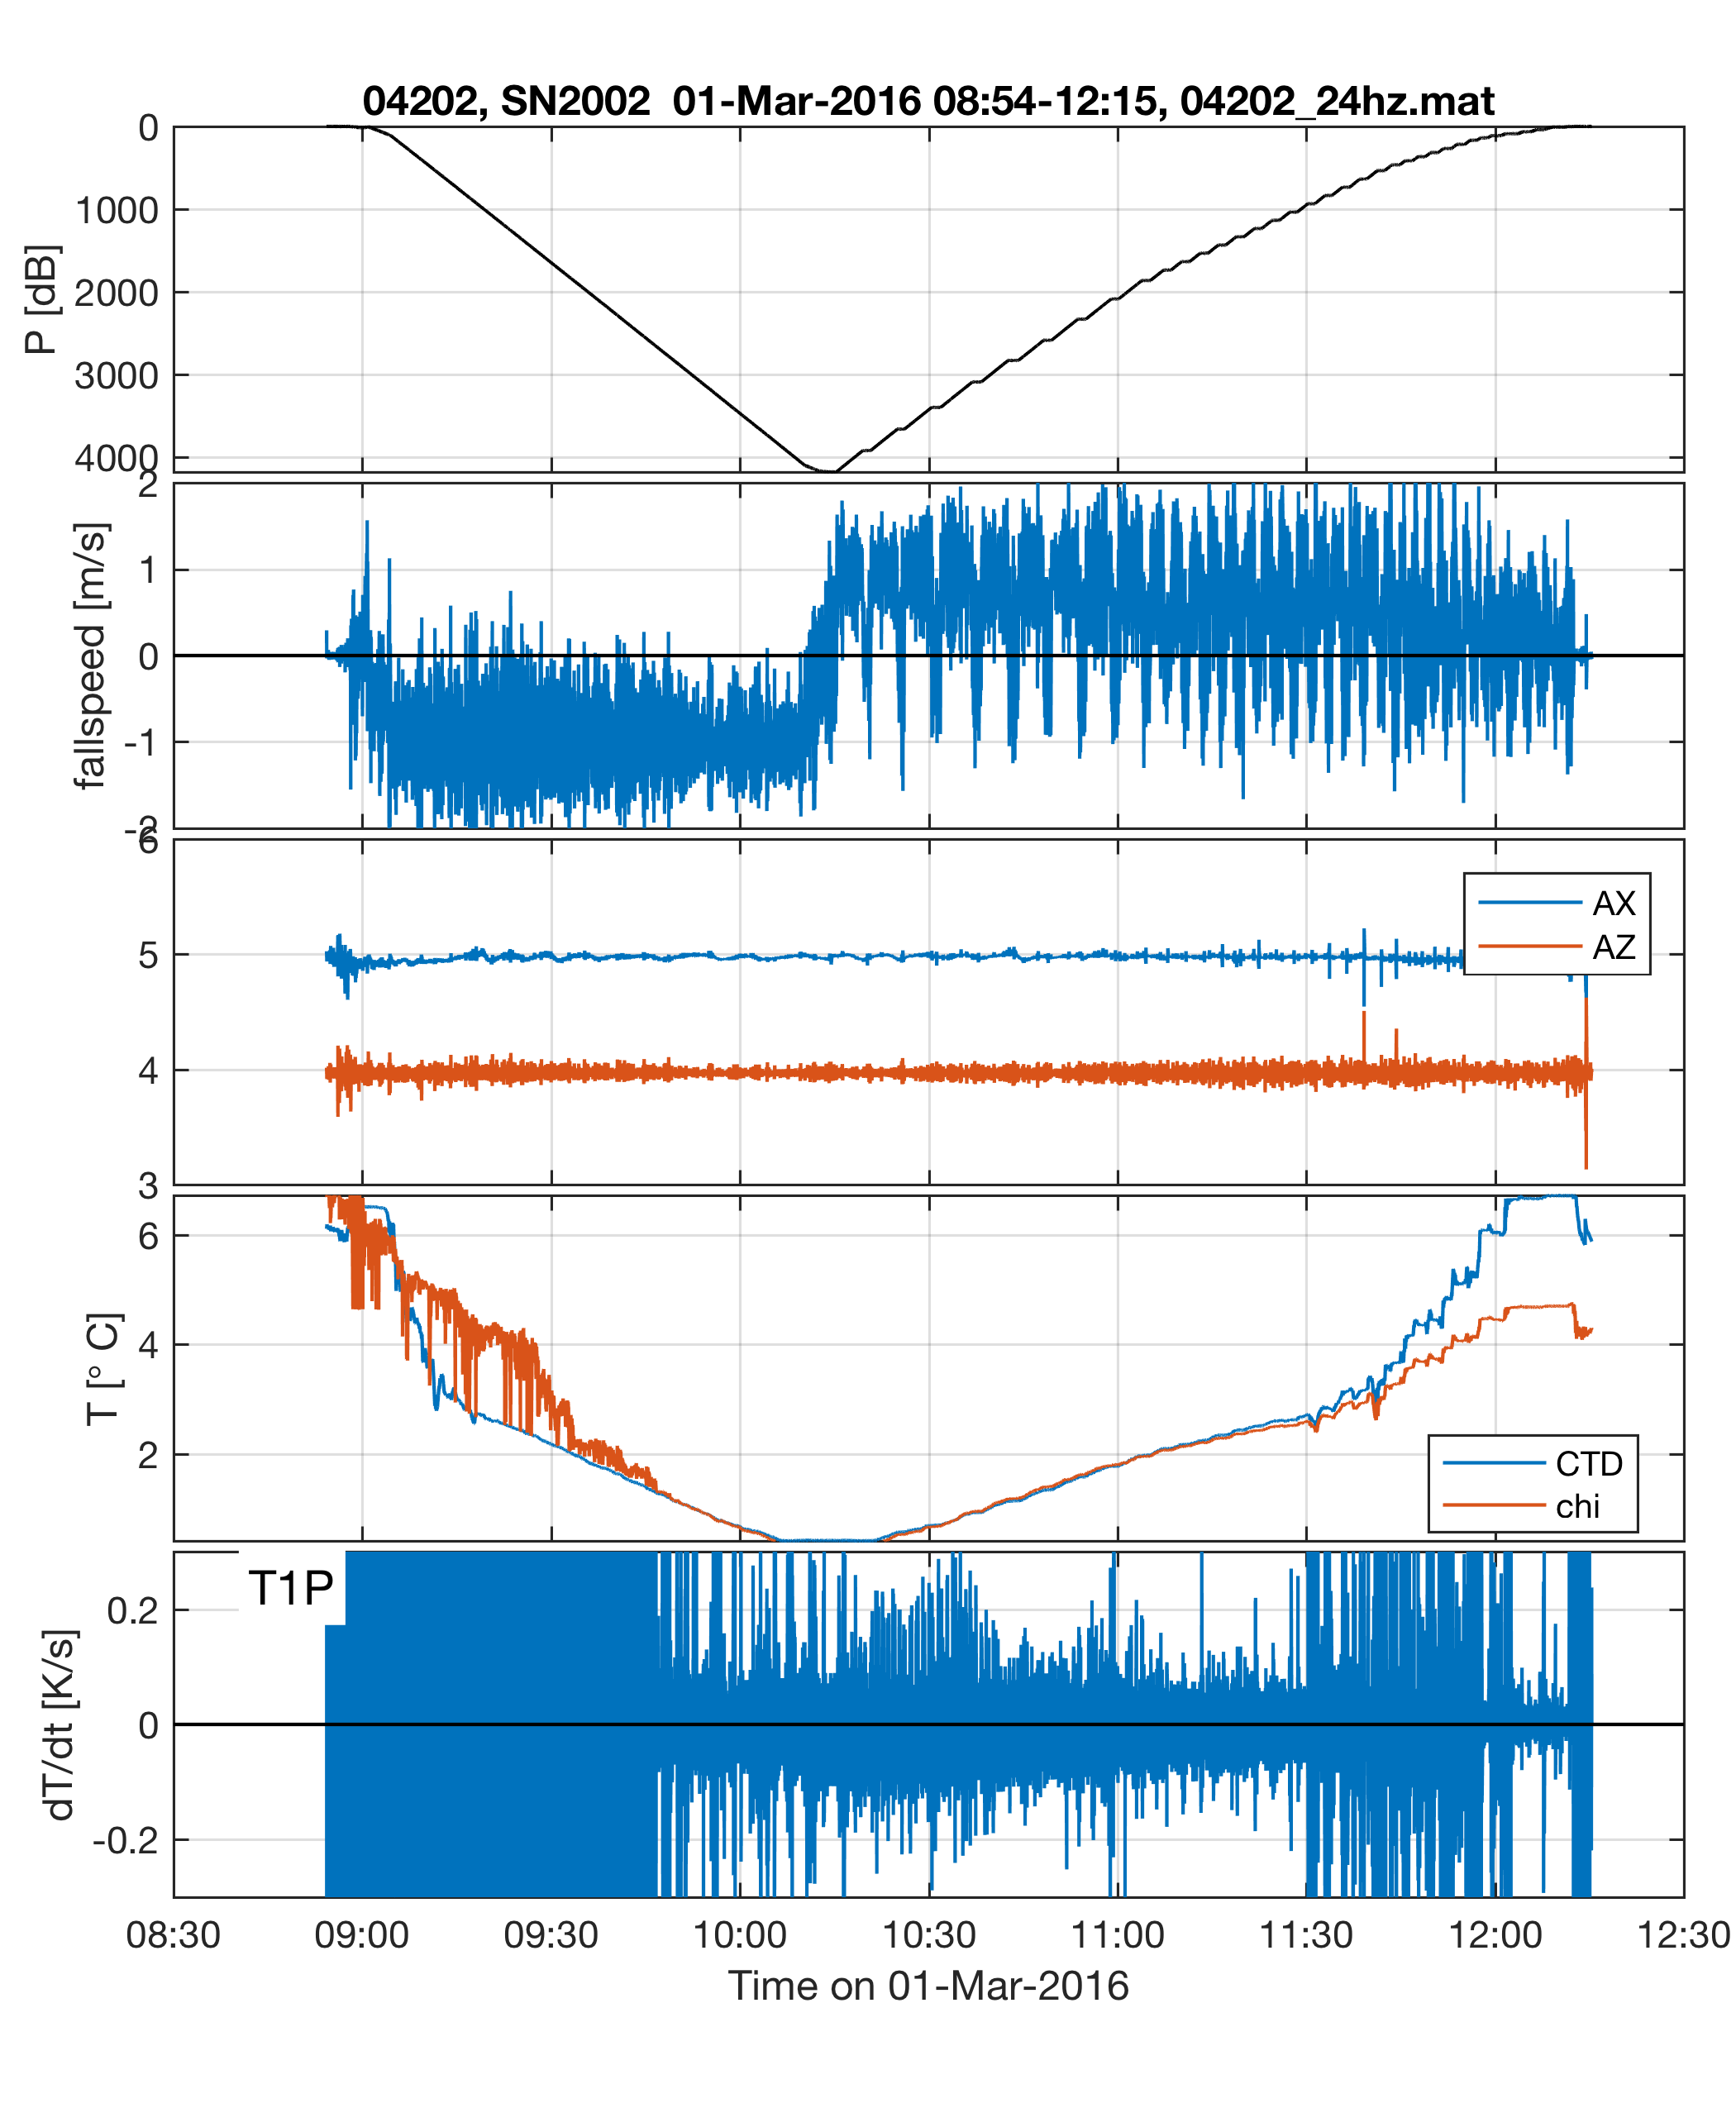 04202, SN2002 01-Mar-2016 08:54-12:15, 04202_24hz.mat
0
1000
2000
3000
4000
P [dB]
2
1
0
-1
-2
fallspeed [m/s]
6
5
4
3
AX
AZ
6
4
2
T [° C]
CTD
chi
T1P
0.2
0
-0.2
dT/dt [K/s]
08:30 09:00 09:30 10:00 10:30 11:00 11:30 12:00 12:30
Time on 01-Mar-2016